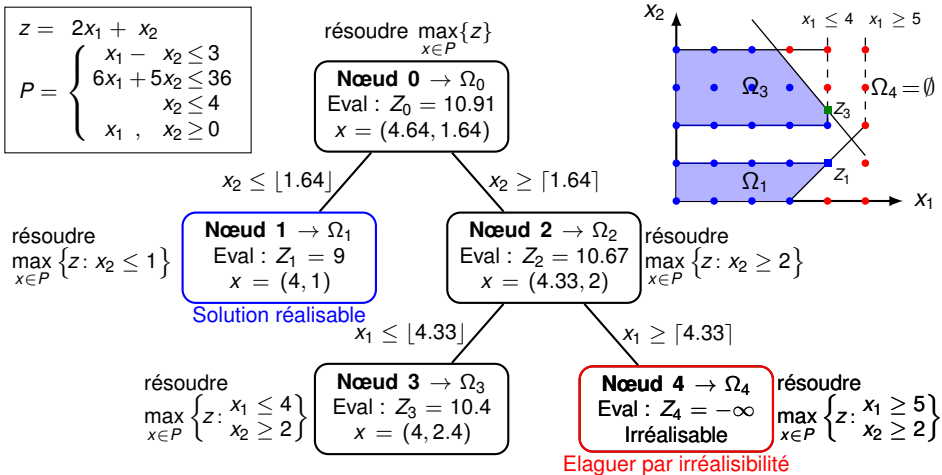 z = 2x₁ + x₂
P = { x₁ − x₂ ≤ 3
6x₁ + 5x₂ ≤ 36
x₂ ≤ 4
x₁ , x₂ ≥ 0
résoudre max{z}
x∈P
Nœud 0 → Ω₀
Eval : Z₀ = 10.91
x = (4.64, 1.64)
x₂ ≤ ⌊1.64⌋
x₂ ≥ ⌈1.64⌉
résoudre
max {z: x₂ ≤ 1}
x∈P
Nœud 1 → Ω₁
Eval : Z₁ = 9
x = (4, 1)
Solution réalisable
Nœud 2 → Ω₂
Eval : Z₂ = 10.67
x = (4.33, 2)
résoudre
max {z: x₂ ≥ 2}
x∈P
x₁ ≤ ⌊4.33⌋
x₁ ≥ ⌈4.33⌉
résoudre
max {z: x₁ ≤ 4
x₂ ≥ 2}
x∈P
Nœud 3 → Ω₃
Eval : Z₃ = 10.4
x = (4, 2.4)
Nœud 4 → Ω₄
Eval : Z₄ = −∞
Irréalisable
Elaguer par irréalisibilité
résoudre
max {z: x₁ ≥ 5
x₂ ≥ 2}
x∈P
x₂
x₁ ≤ 4
x₁ ≥ 5
Ω₃
Ω₄ = ∅
Z₃
Ω₁
Z₁
x₁